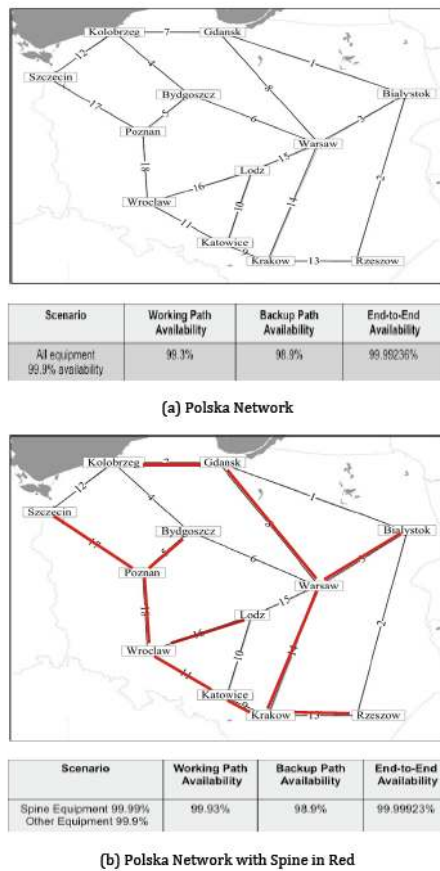 Kolobrzeg 7 Gdansk
12
1
Szczecin
4
8
Bydgoszcz
Bialystok
17
5
6
3
Poznan
Warsaw
15
18
Lodz
2
16
14
Wroclaw
10
11
Katowice
9
Krakow 13 Rzeszow
Scenario Working Path Availability Backup Path Availability End-to-End Availability
All equipment 99.9% availability 99.3% 98.9% 99.99236%
(a) Polska Network
Kolobrzeg Gdansk
12
1
Szczecin
4
Bydgoszcz
Bialystok
5
6
Poznan
Warsaw
15
18
Lodz
2
14
Wroclaw
10
11
Katowice
9
Krakow 13 Rzeszow
Scenario Working Path Availability Backup Path Availability End-to-End Availability
Spine Equipment 99.99% Other Equipment 99.9% 99.93% 98.9% 99.99923%
(b) Polska Network with Spine in Red